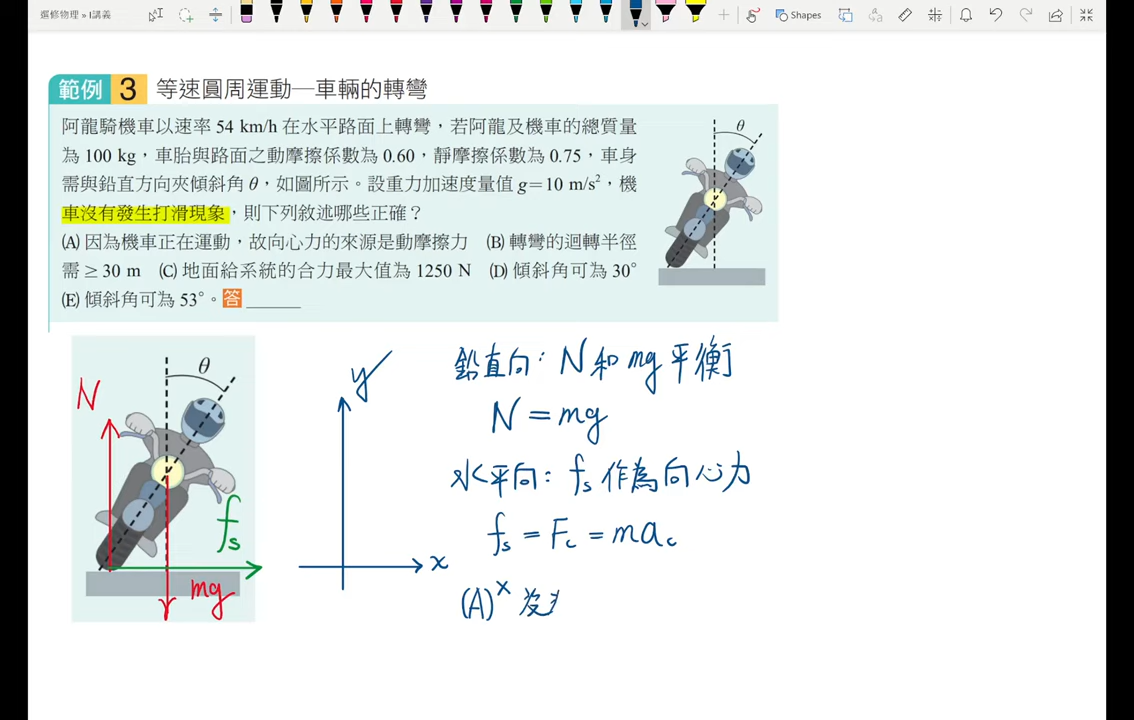 選修物理 » I講義
Shapes
範例 3 等速圓周運動─車輛的轉彎
阿龍騎機車以速率 54 km/h 在水平路面上轉彎，若阿龍及機車的總質量
為 100 kg，車胎與路面之動摩擦係數為 0.60，靜摩擦係數為 0.75，車身
需與鉛直方向夾傾斜角 θ，如圖所示。設重力加速度量值 g＝10 m/s²，機
車沒有發生打滑現象，則下列敘述哪些正確？
(A) 因為機車正在運動，故向心力的來源是動摩擦力 (B) 轉彎的迴轉半徑
需 ≥ 30 m (C) 地面給系統的合力最大值為 1250 N (D) 傾斜角可為 30°
(E) 傾斜角可為 53°。答 ______
θ
θ
N
fs
mg
y
x
鉛直向：N 和 mg 平衡
N = mg
水平向：fs 作為向心力
fs = Fc = mac
(A)×